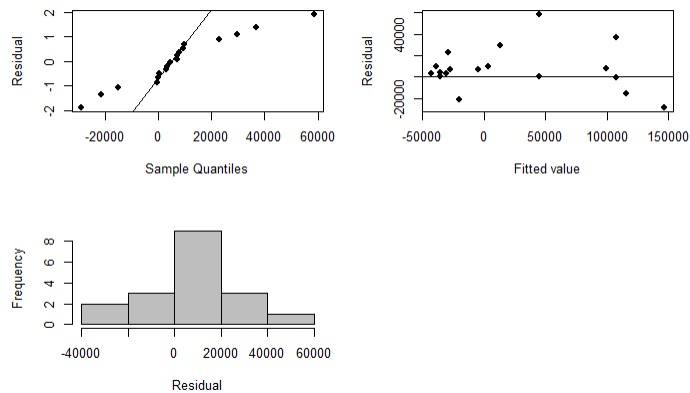 Residual
2
1
0
-1
-2
-20000 0 20000 40000 60000
Sample Quantiles
Residual
40000
-20000
-50000 0 50000 100000 150000
Fitted value
Frequency
8
6
4
2
0
-40000 0 20000 40000 60000
Residual